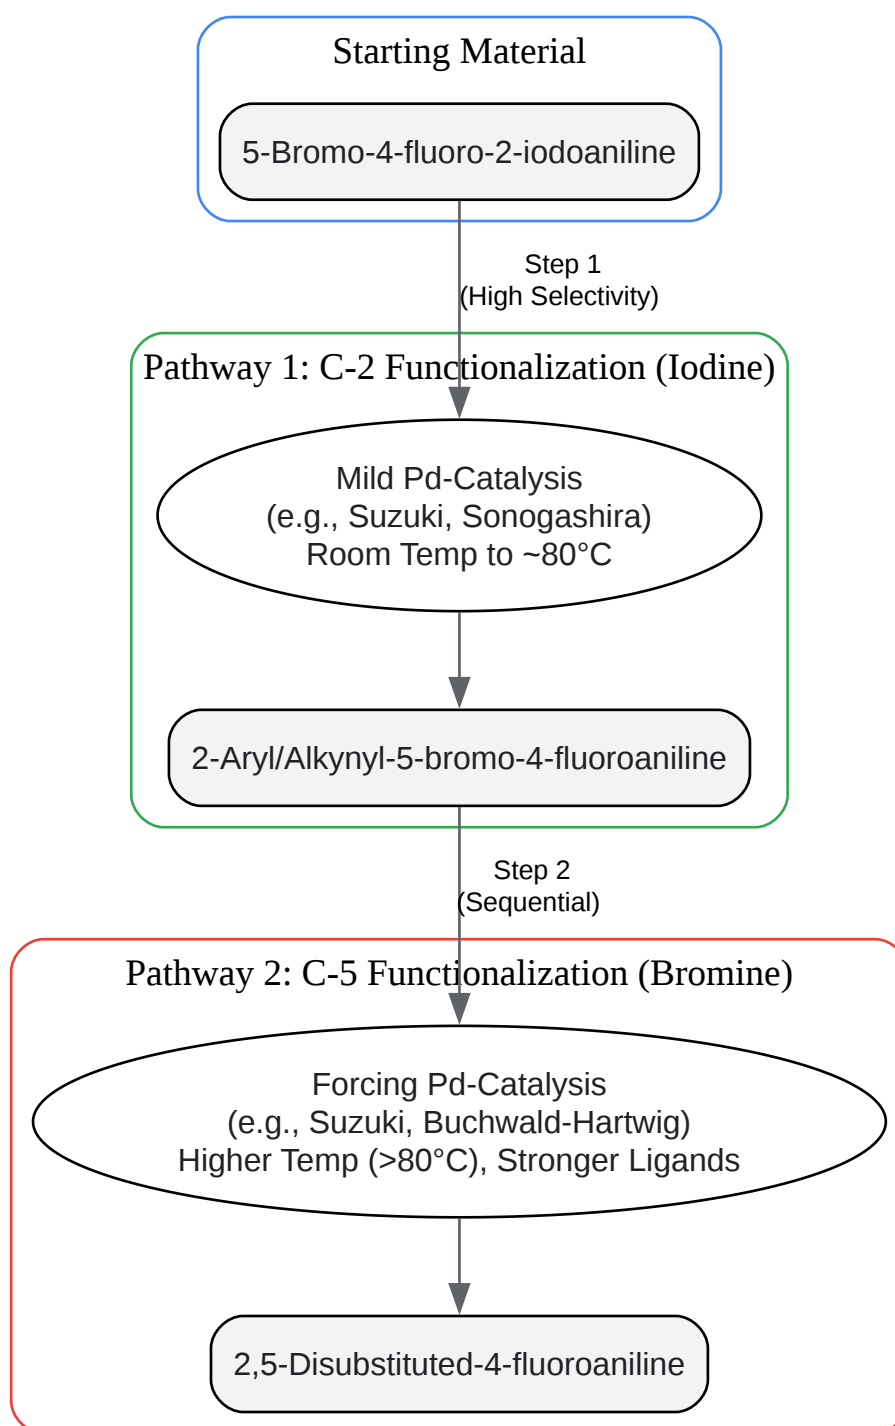 Starting Material
5-Bromo-4-fluoro-2-iodoaniline
Step 1
(High Selectivity)
Pathway 1: C-2 Functionalization (Iodine)
Mild Pd-Catalysis
(e.g., Suzuki, Sonogashira)
Room Temp to ~80°C
2-Aryl/Alkynyl-5-bromo-4-fluoroaniline
Step 2
(Sequential)
Pathway 2: C-5 Functionalization (Bromine)
Forcing Pd-Catalysis
(e.g., Suzuki, Buchwald-Hartwig)
Higher Temp (>80°C), Stronger Ligands
2,5-Disubstituted-4-fluoroaniline